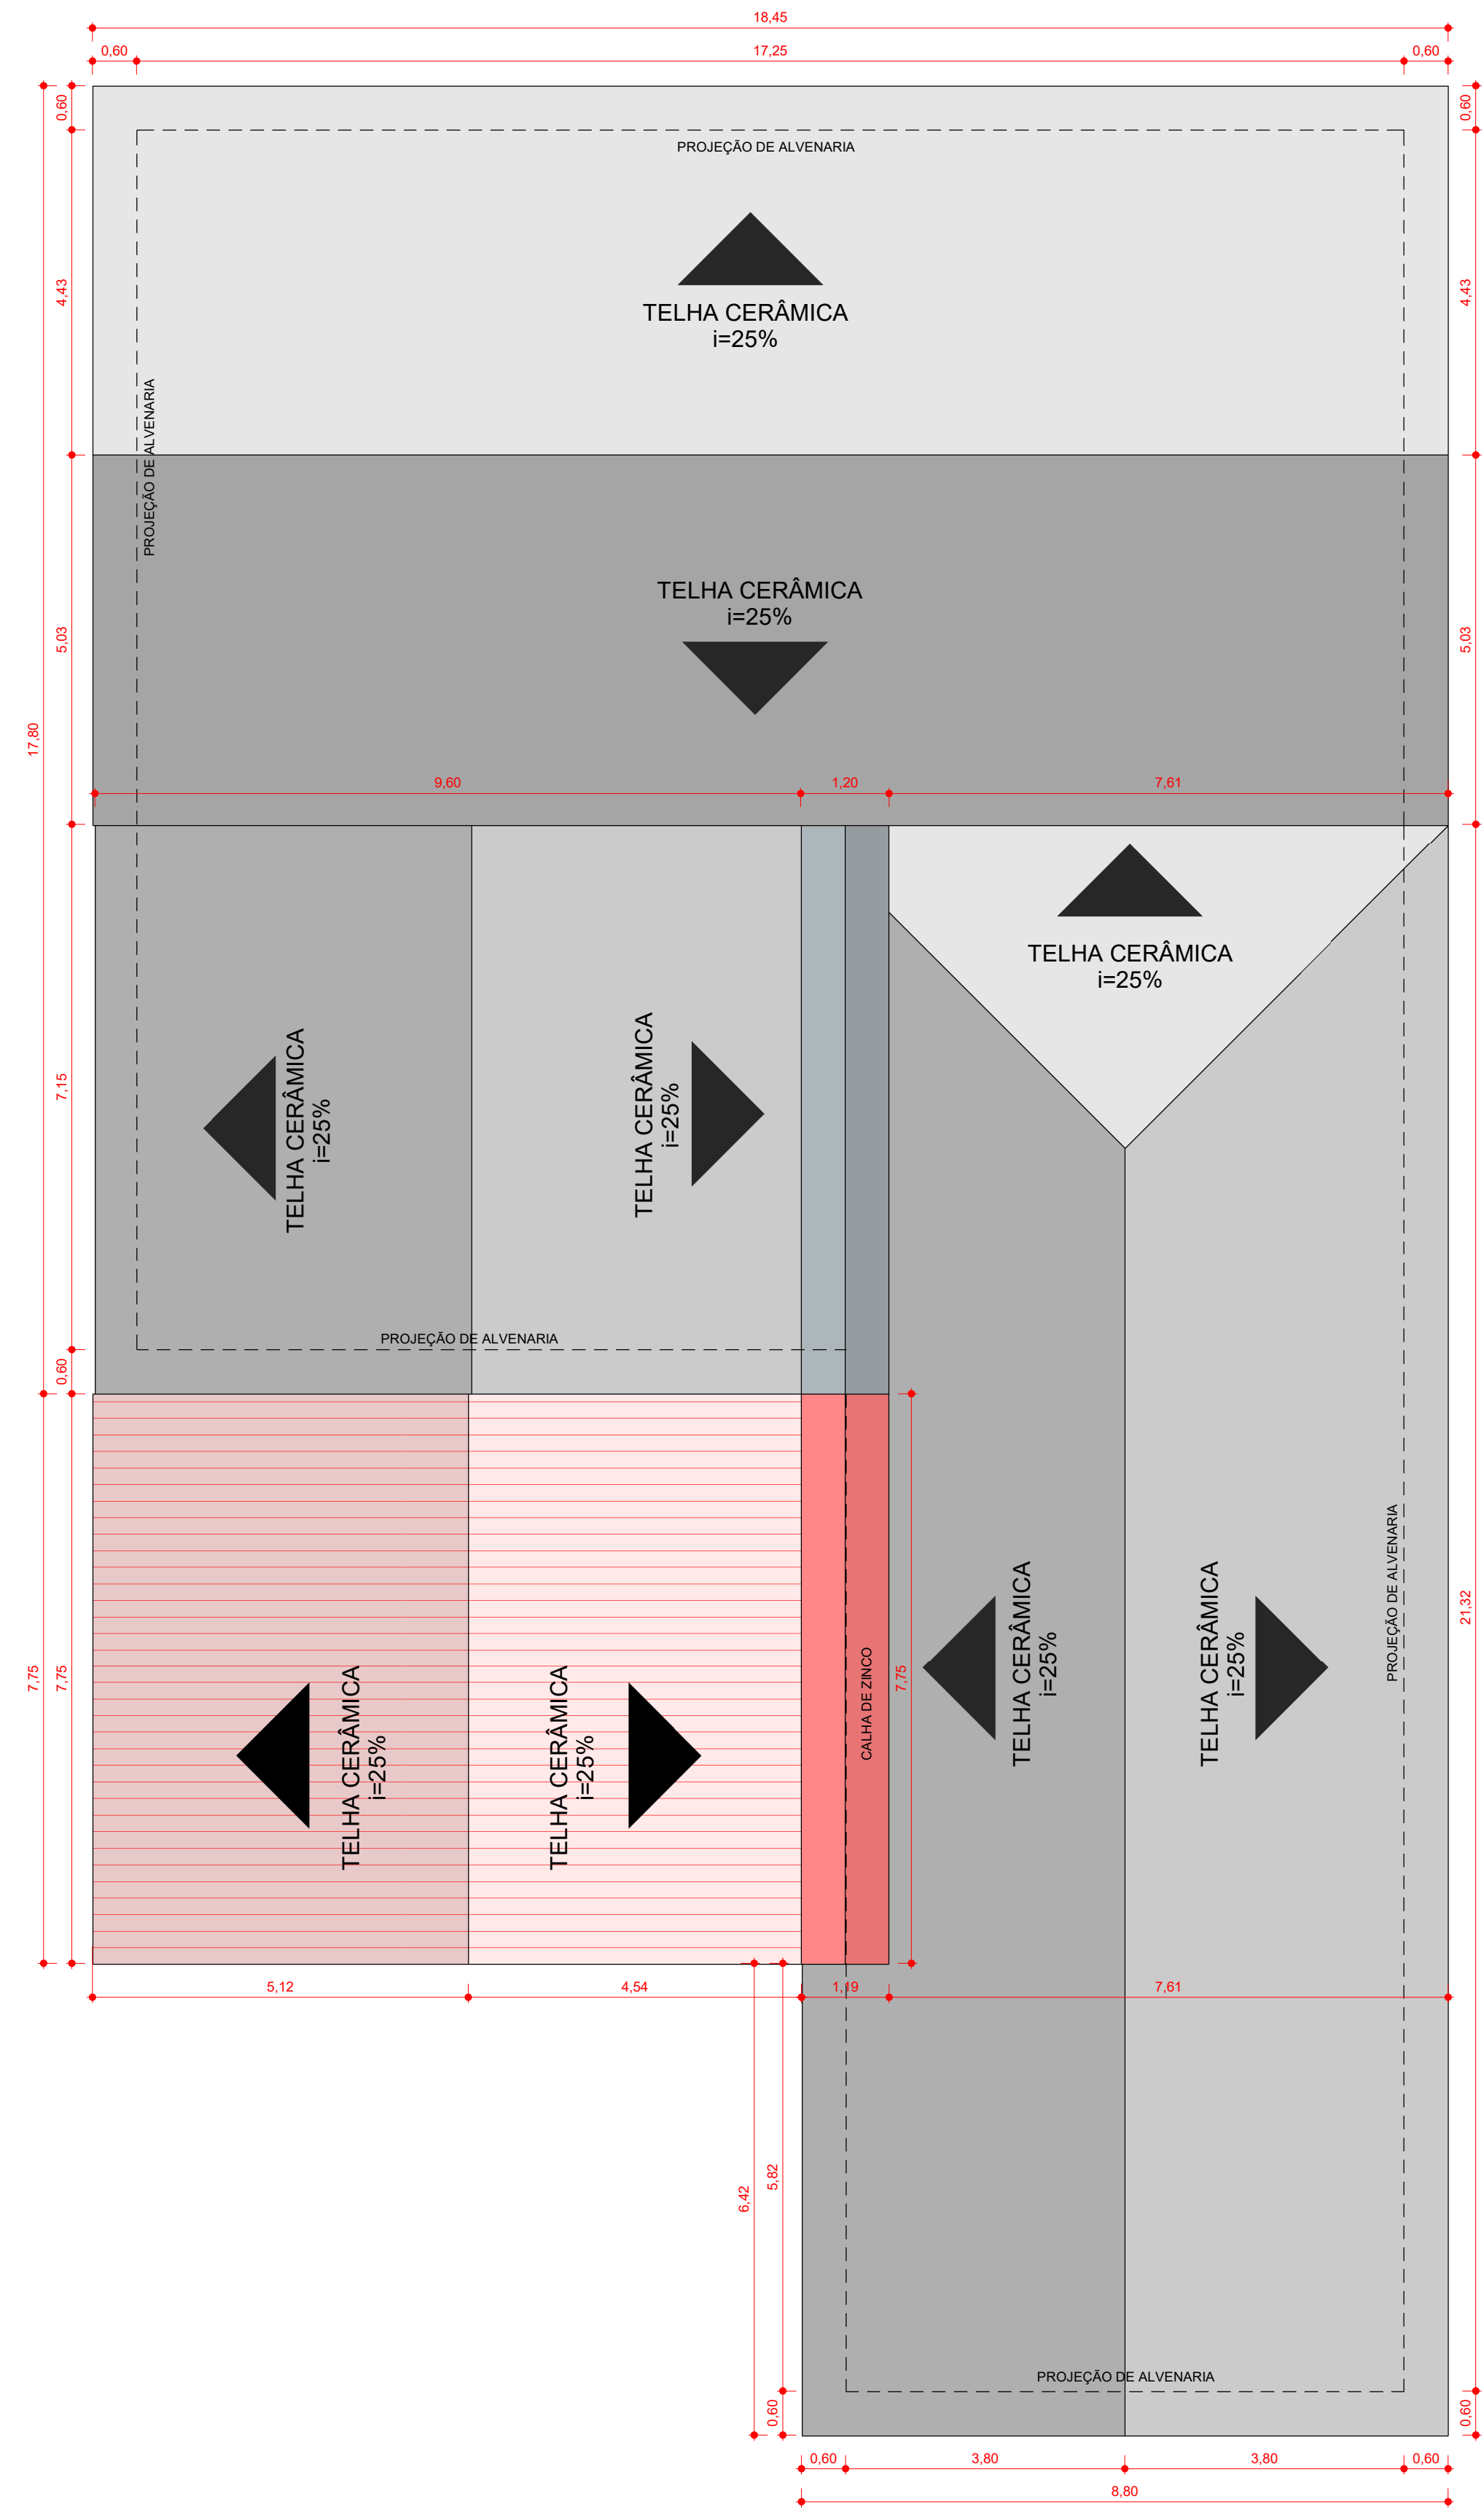 18,45
0,60
17,25
0,60
0,60
0,60
PROJEÇÃO DE ALVENARIA
4,43
4,43
TELHA CERÂMICA
i=25%
PROJEÇÃO DE ALVENARIA
TELHA CERÂMICA
i=25%
5,03
5,03
17,80
9,60
1,20
7,61
TELHA CERÂMICA
i=25%
7,15
TELHA CERÂMICA
i=25%
TELHA CERÂMICA
i=25%
PROJEÇÃO DE ALVENARIA
0,60
PROJEÇÃO DE ALVENARIA
21,32
7,75
7,75
TELHA CERÂMICA
i=25%
TELHA CERÂMICA
i=25%
CALHA DE ZINCO
7,75
TELHA CERÂMICA
i=25%
TELHA CERÂMICA
i=25%
5,12
4,54
1,19
7,61
6,42
5,82
PROJEÇÃO DE ALVENARIA
0,60
0,60
0,60
3,80
3,80
0,60
8,80